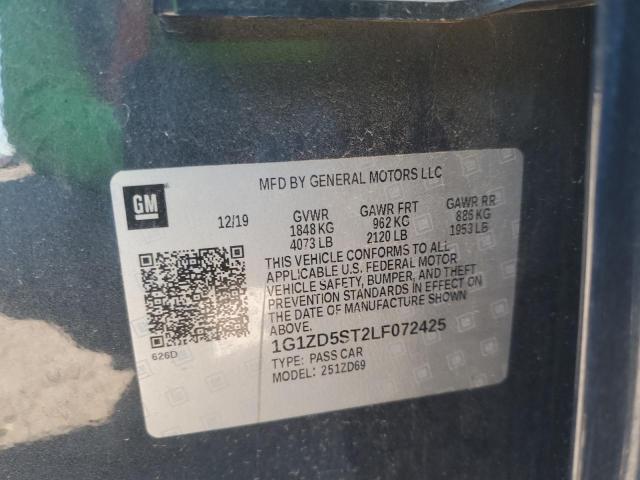 GM
MFD BY GENERAL MOTORS LLC
12/19 GVWR GAWR FRT GAWR RR
1848 KG 962 KG 886 KG
4073 LB 2120 LB 1953 LB
THIS VEHICLE CONFORMS TO ALL
APPLICABLE U.S. FEDERAL MOTOR
VEHICLE SAFETY, BUMPER, AND THEFT
PREVENTION STANDARDS IN EFFECT ON
THE DATE OF MANUFACTURE SHOWN
ABOVE.
626D
1G1ZD5ST2LF072425
TYPE: PASS CAR
MODEL: 251ZD69